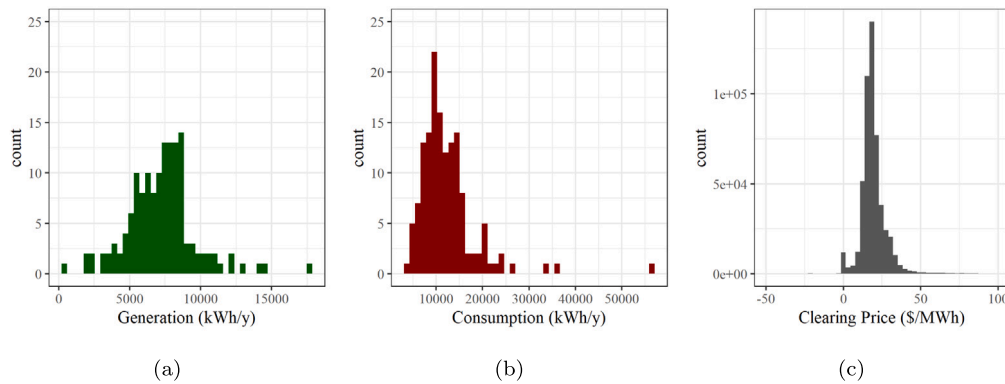 25
20
15
10
5
0
count
0 5000 10000 15000
Generation (kWh/y)
(a)
25
20
15
10
5
0
count
10000 20000 30000 40000 50000
Consumption (kWh/y)
(b)
1e+05
5e+04
0e+00
count
-50 0 50 100
Clearing Price ($/MWh)
(c)